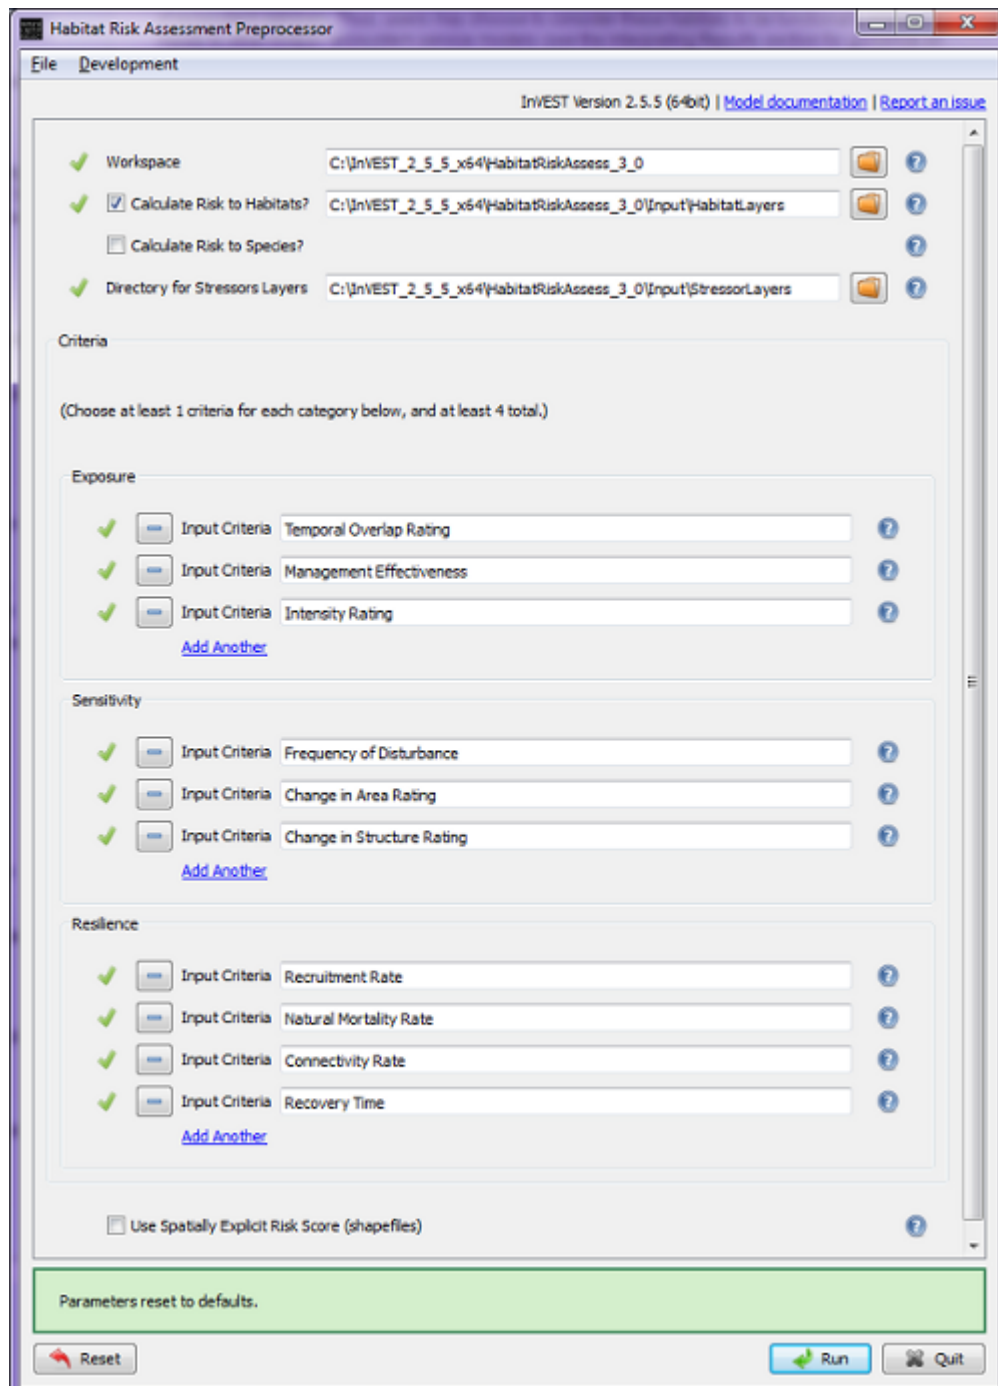 Habitat Risk Assessment Preprocessor
File Development
InVEST Version 2.5.5 (64bit) | Model documentation | Report an issue
Workspace C:\InVEST_2_5_5_x64\HabitatRiskAssess_3_0
Calculate Risk to Habitats? C:\InVEST_2_5_5_x64\HabitatRiskAssess_3_0\Input\HabitatLayers
Calculate Risk to Species?
Directory for Stressors Layers C:\InVEST_2_5_5_x64\HabitatRiskAssess_3_0\Input\StressorLayers
Criteria
(Choose at least 1 criteria for each category below, and at least 4 total.)
Exposure
Input Criteria Temporal Overlap Rating
Input Criteria Management Effectiveness
Input Criteria Intensity Rating
Add Another
Sensitivity
Input Criteria Frequency of Disturbance
Input Criteria Change in Area Rating
Input Criteria Change in Structure Rating
Add Another
Resilience
Input Criteria Recruitment Rate
Input Criteria Natural Mortality Rate
Input Criteria Connectivity Rate
Input Criteria Recovery Time
Add Another
Use Spatially Explicit Risk Score (shapefiles)
Parameters reset to defaults.
Reset Run Quit